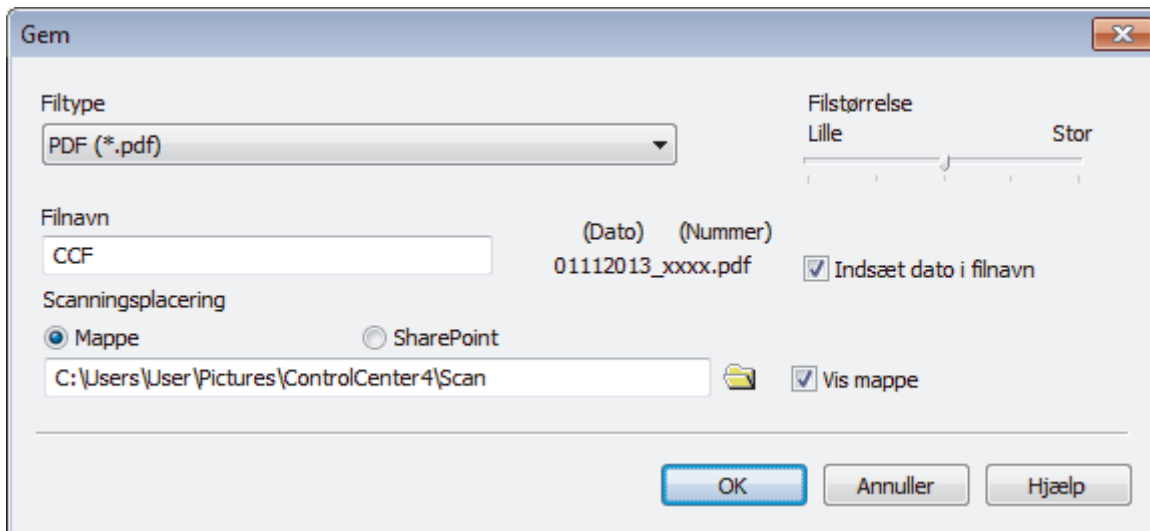 Gem
Filtype
Filstørrelse
PDF (*.pdf)
Lille Stor
Filnavn
(Dato) (Nummer)
CCF
01112013_xxxx.pdf
Indsæt dato i filnavn
Scanningsplacering
Mappe SharePoint
C:\Users\User\Pictures\ControlCenter4\Scan
Vis mappe
OK Annuller Hjælp